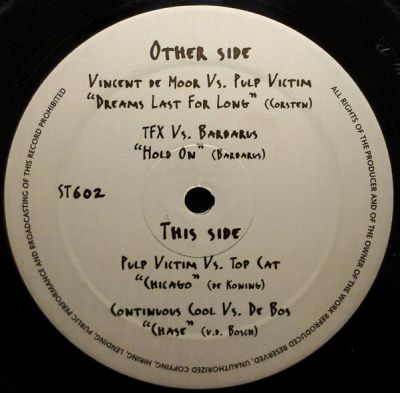 Other side
Vincent de Moor Vs. Pulp Victim
"Dreams Last For Long" (Corsten)
TFX Vs. Bardarus
"Hold On" (Bardarus)
ST602
This side
Pulp Victim Vs. Top Cat
"Chicago" (de Koning)
Continuous Cool Vs. De Bos
"Chase" (v.d. Bosch)
ALL RIGHTS OF THE PRODUCER AND OF THE OWNER OF THE WORK REPRODUCED RESERVED. UNAUTHORIZED COPYING, HIRING, LENDING, PUBLIC PERFORMANCE AND BROADCASTING OF THIS RECORD PROHIBITED